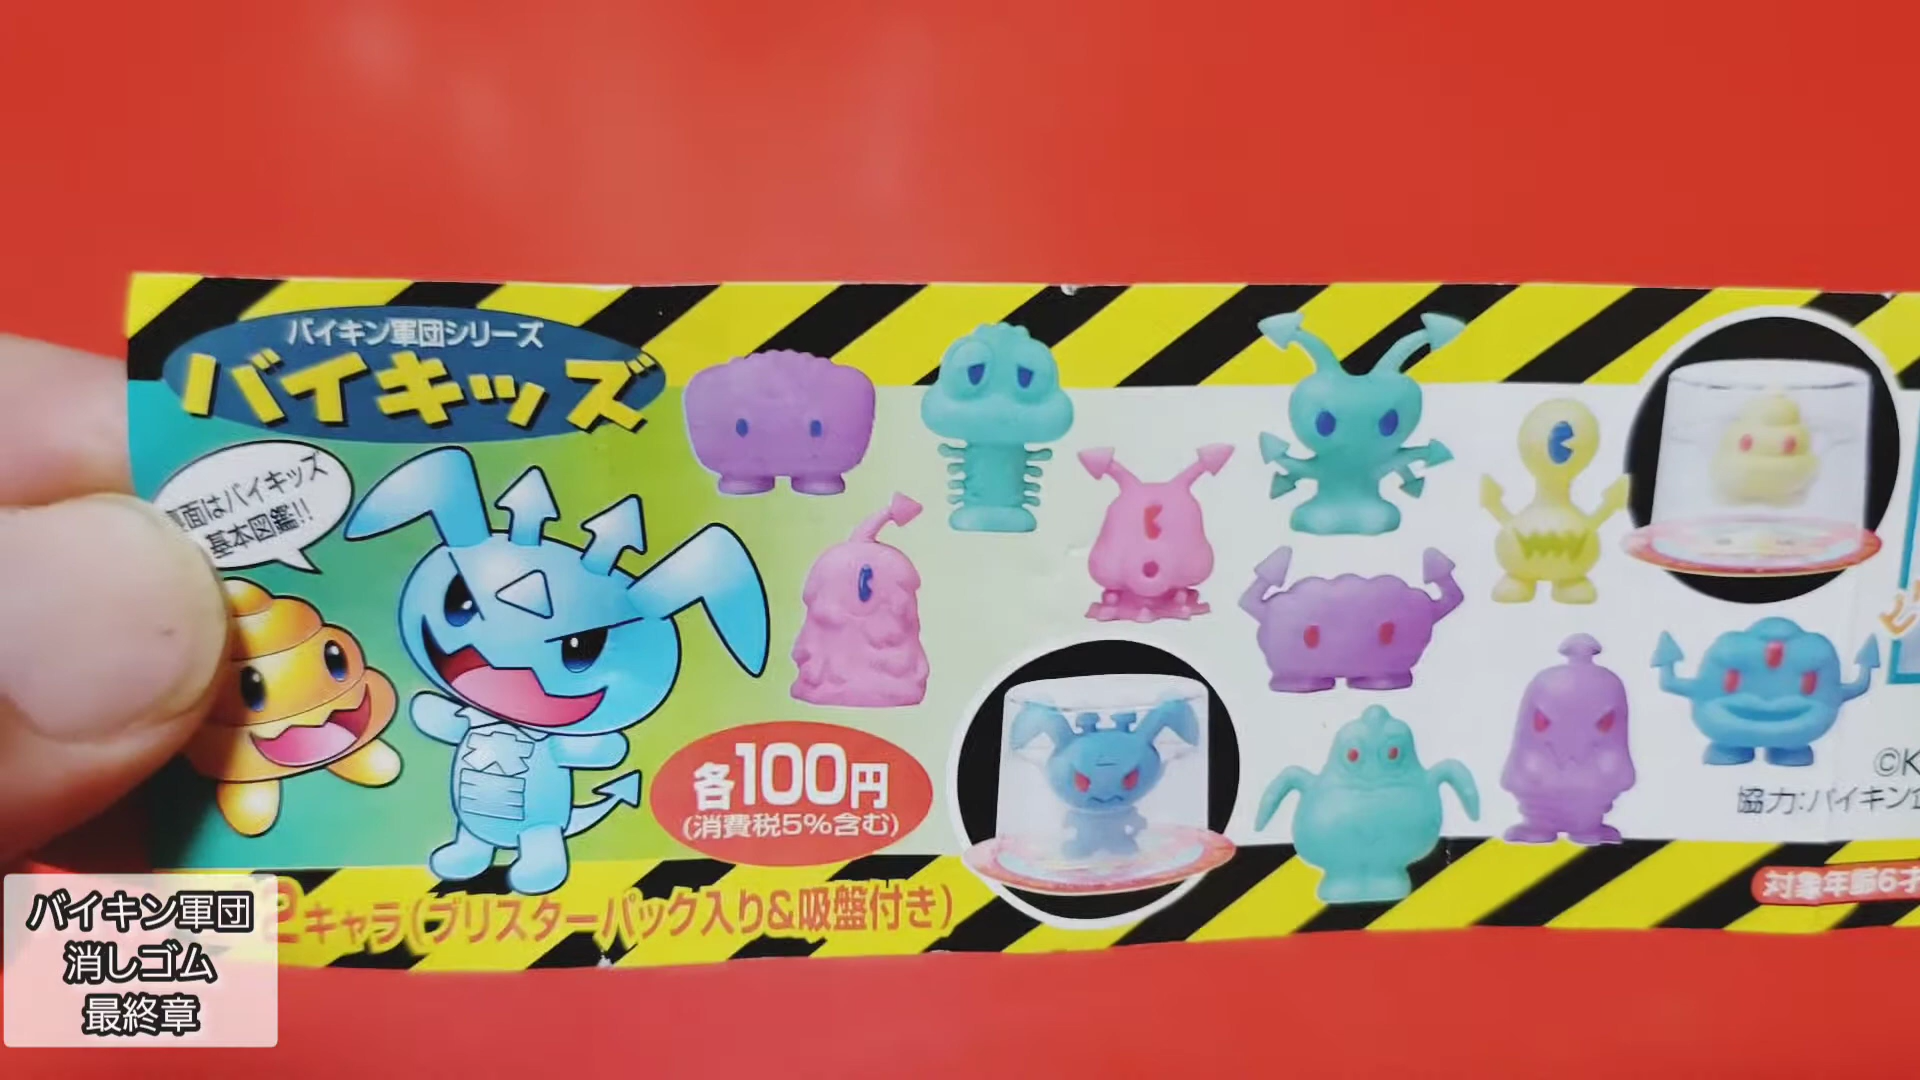 バイキン軍団シリーズ
バイキッズ
面はバイキッズ
基本図鑑!!
大
各100円
(消費税5%含む)
2キャラ(ブリスターパック入り&吸盤付き)
©K
協力:バイキン
対象年齢6才
バイキン軍団
消しゴム
最終章